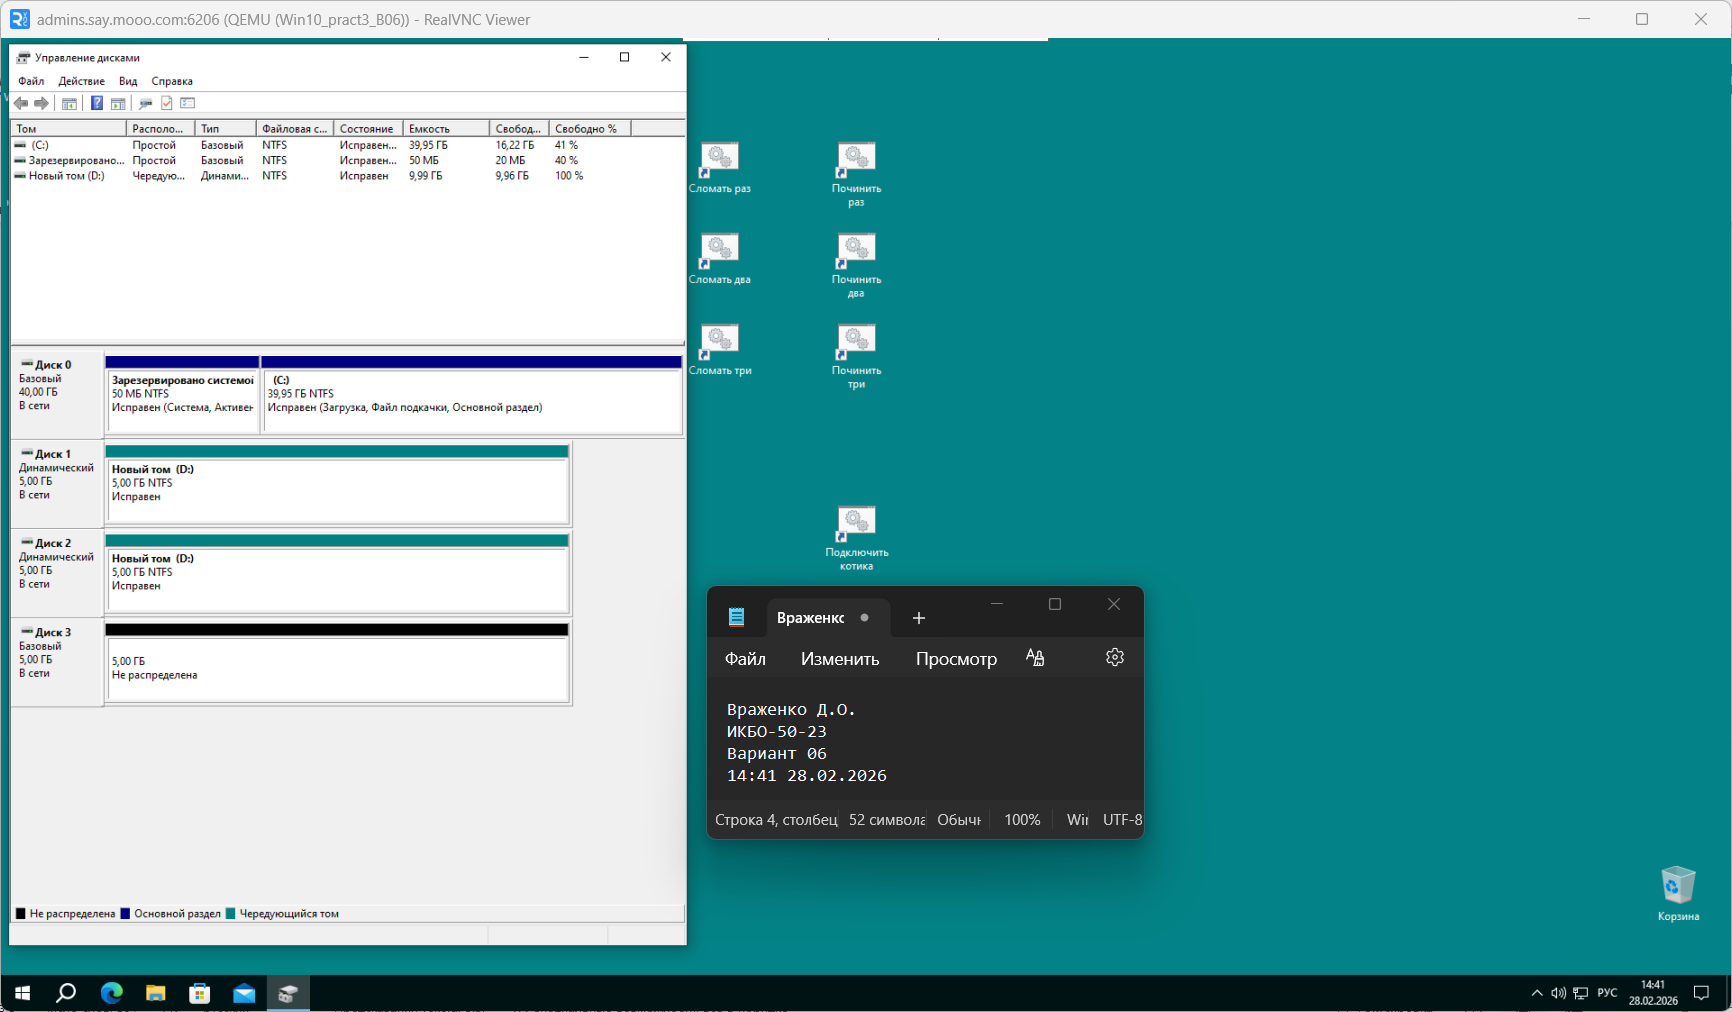 admins.say.mooo.com:6206 (QEMU (Win10_pract3_B06)) - RealVNC Viewer
Управление дисками
Файл Действие Вид Справка
Том Располо... Тип Файловая с... Состояние Емкость Свобод... Свободно %
(C:) Простой Базовый NTFS Исправен... 39,95 ГБ 16,22 ГБ 41 %
Зарезервировано... Простой Базовый NTFS Исправен... 50 МБ 20 МБ 40 %
Новый том (D:) Чередую... Динами... NTFS Исправен 9,99 ГБ 9,96 ГБ 100 %
Диск 0
Базовый
40,00 ГБ
В сети
Зарезервировано системой
50 МБ NTFS
Исправен (Система, Активен
(C:)
39,95 ГБ NTFS
Исправен (Загрузка, Файл подкачки, Основной раздел)
Диск 1
Динамический
5,00 ГБ
В сети
Новый том (D:)
5,00 ГБ NTFS
Исправен
Диск 2
Динамический
5,00 ГБ
В сети
Новый том (D:)
5,00 ГБ NTFS
Исправен
Диск 3
Базовый
5,00 ГБ
В сети
5,00 ГБ
Не распределена
Не распределена Основной раздел Чередующийся том
Сломать раз
Починить
раз
Сломать два
Починить
два
Сломать три
Починить
три
Подключить
котика
Враженко
Файл Изменить Просмотр
Враженко Д.О.
ИКБО-50-23
Вариант 06
14:41 28.02.2026
Строка 4, столбец 52 символа Обычн 100% Win UTF-8
Корзина
РУС
14:41
28.02.2026